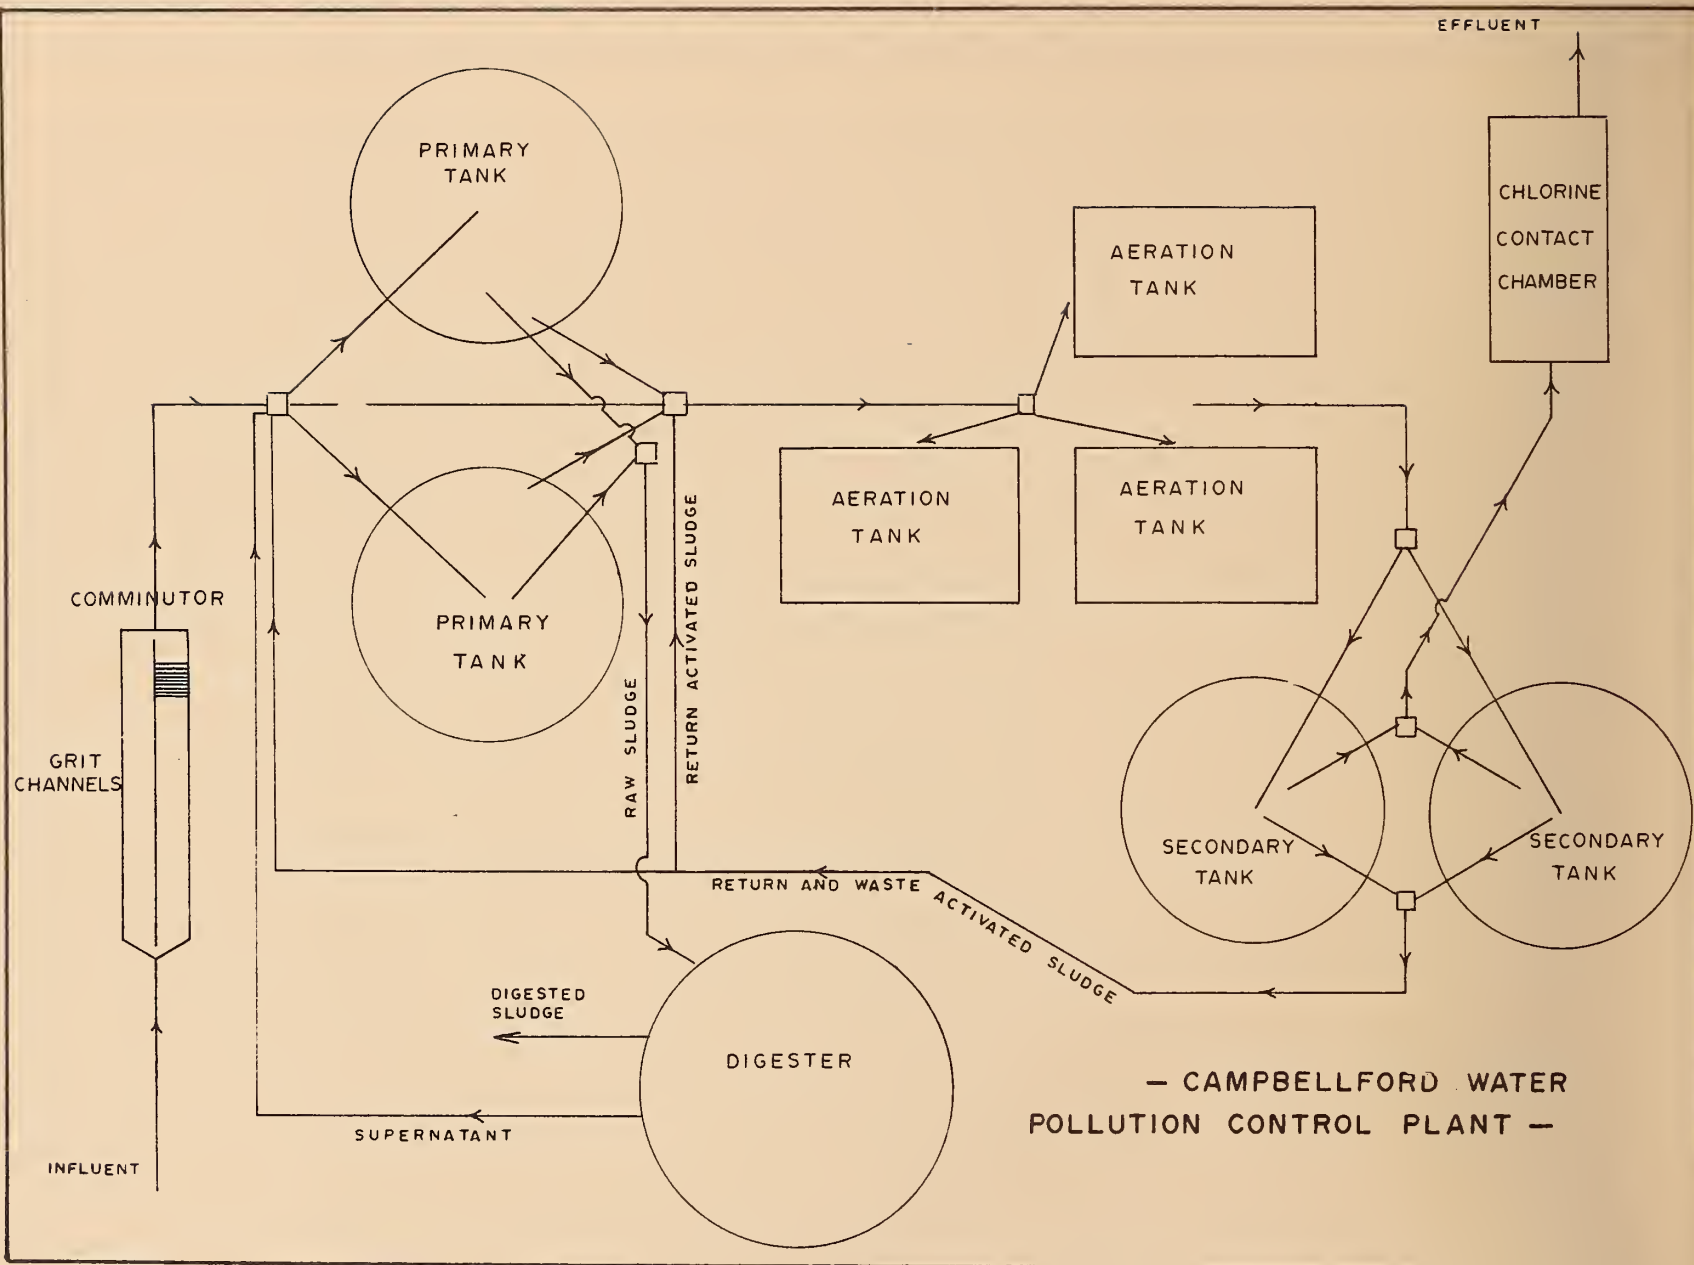 EFFLUENT
PRIMARY
TANK
CHLORINE
CONTACT
CHAMBER
AERATION
TANK
AERATION
TANK
AERATION
TANK
COMMINUTOR
PRIMARY
TANK
GRIT
CHANNELS
RAW SLUDGE
RETURN ACTIVATED SLUDGE
SECONDARY
TANK
SECONDARY
TANK
RETURN AND WASTE ACTIVATED SLUDGE
DIGESTED
SLUDGE
DIGESTER
SUPERNATANT
INFLUENT
— CAMPBELLFORD WATER
POLLUTION CONTROL PLANT —